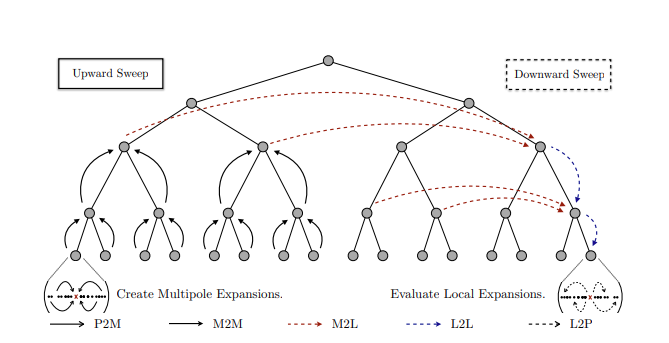 Upward Sweep
Downward Sweep
x
x
Create Multipole Expansions.
Evaluate Local Expansions.
P2M
M2M
M2L
L2L
L2P